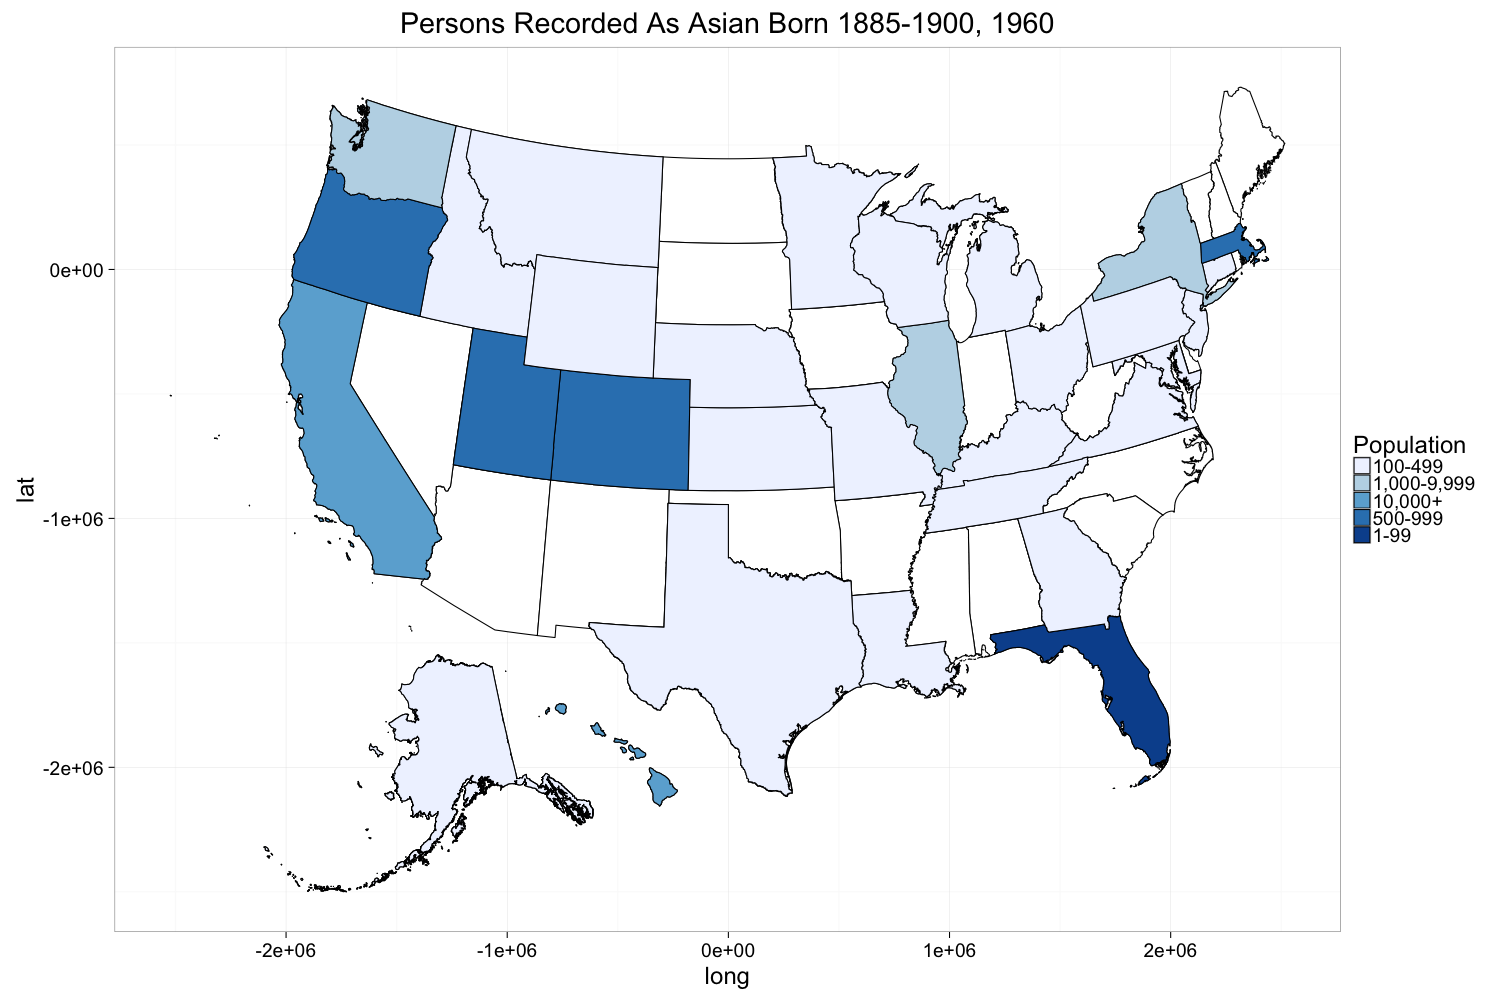 Persons Recorded As Asian Born 1885-1900, 1960
lat
0e+00
-1e+06
-2e+06
-2e+06
-1e+06
0e+00
1e+06
2e+06
long
Population
100-499
1,000-9,999
10,000+
500-999
1-99